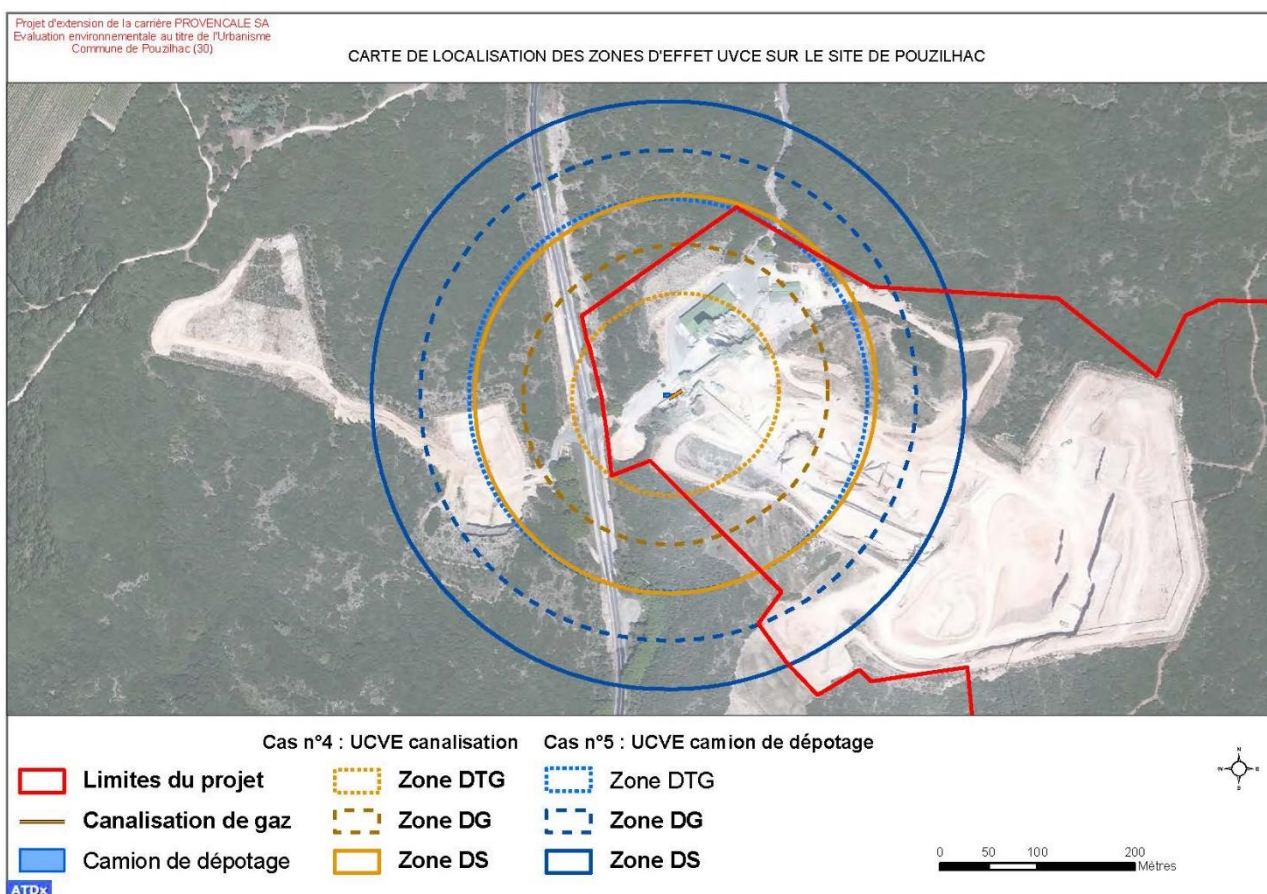 Projet d'extension de la carrière PROVENCALE SA
Evaluation environnementale au titre de l'Urbanisme
Commune de Pouzilhac (30)
CARTE DE LOCALISATION DES ZONES D'EFFET UVCE SUR LE SITE DE POUZILHAC
Cas n°4 : UCVE canalisation Cas n°5 : UCVE camion de dépotage
Limites du projet Zone DTG Zone DTG
Canalisation de gaz Zone DG Zone DG
Camion de dépotage Zone DS Zone DS
N
W E
S
0 50 100 200
Mètres
ATDx